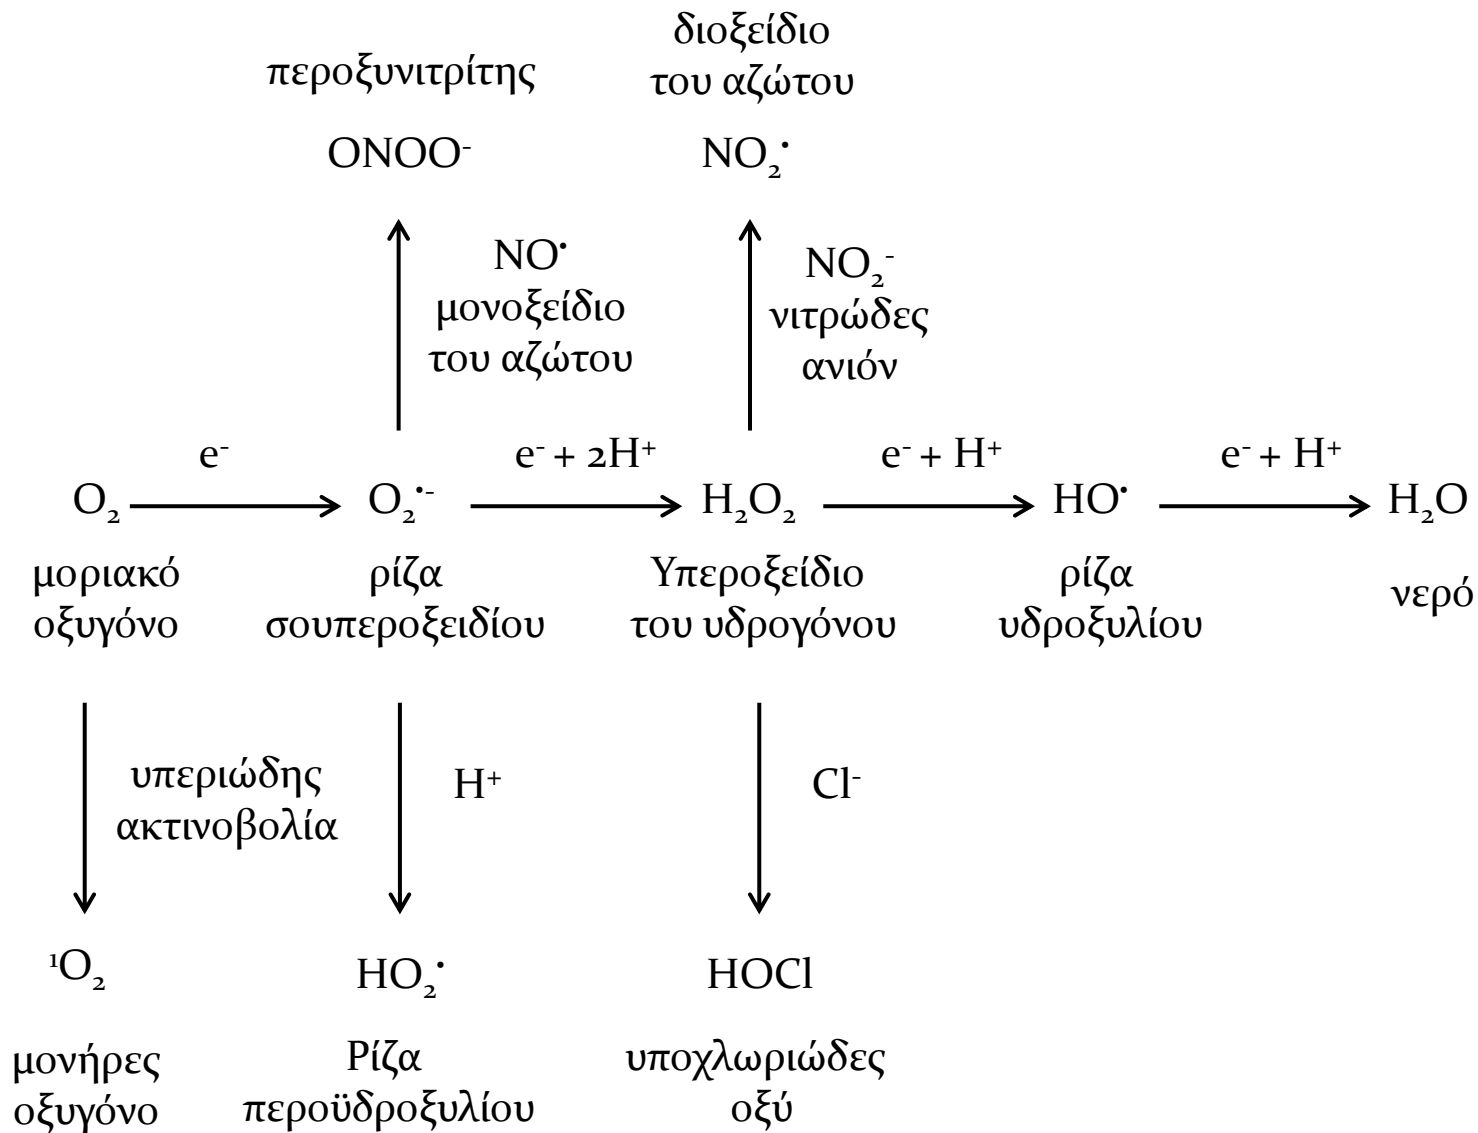 διοξείδιο
περοξυνιτρίτης του αζώτου
ONOO⁻ NO₂•
NO• NO₂⁻
μονοξείδιο νιτρώδες
του αζώτου ανιόν
e⁻ e⁻ + 2H⁺ e⁻ + H⁺ e⁻ + H⁺
O₂ O₂•⁻ H₂O₂ HO• H₂O
μοριακό ρίζα Υπεροξείδιο ρίζα νερό
οξυγόνο σουπεροξειδίου του υδρογόνου υδροξυλίου
υπεριώδης H⁺ Cl⁻
ακτινοβολία
¹O₂ HO₂• HOCl
μονήρες Ρίζα υποχλωριώδες
οξυγόνο περοϋδροξυλίου οξύ